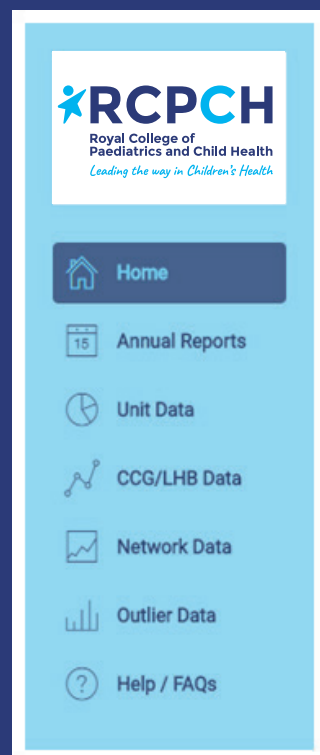 RCPCH
Royal College of
Paediatrics and Child Health
Leading the way in Children's Health
Home
15
Annual Reports
Unit Data
CCG/LHB Data
Network Data
Outlier Data
?
Help / FAQs